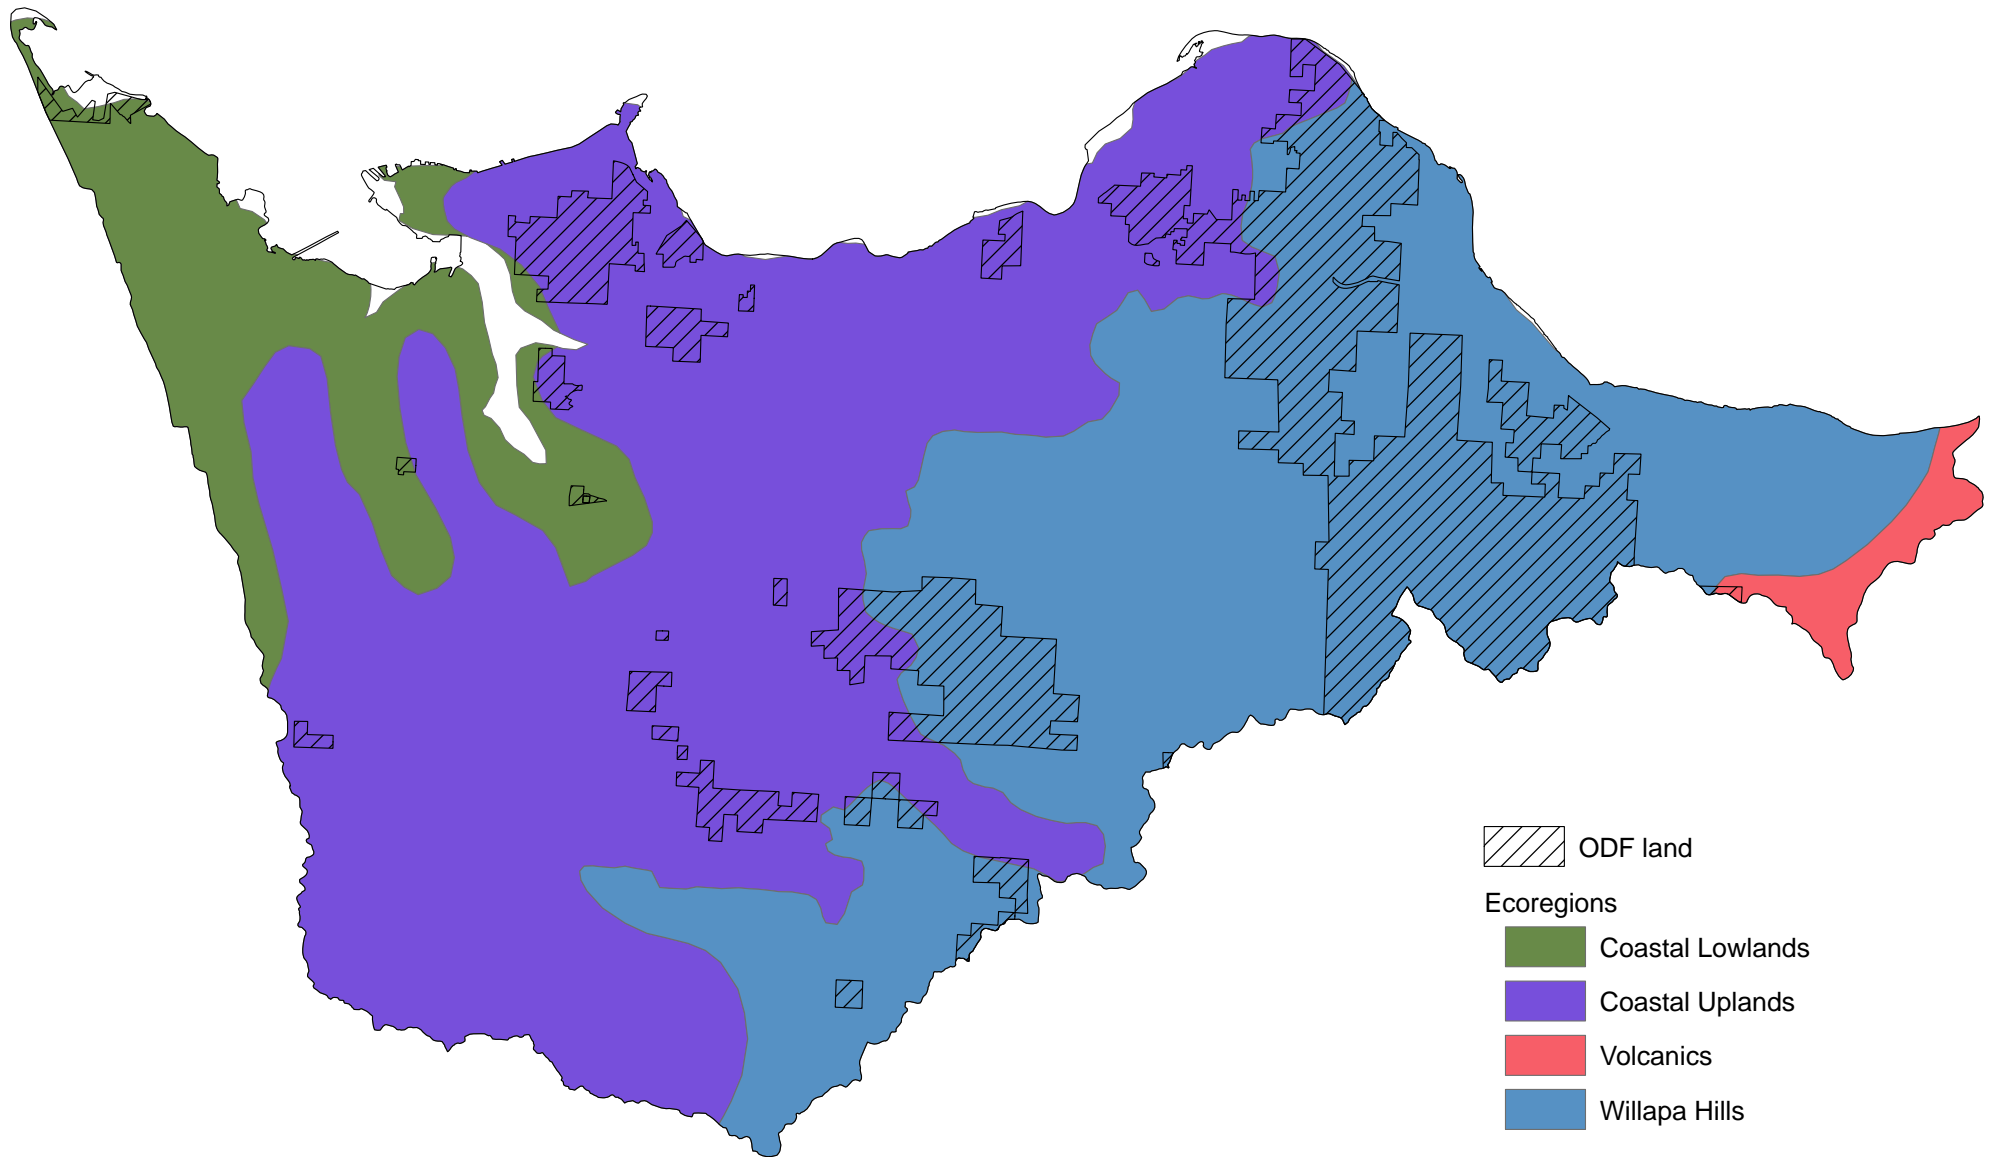 ODF land
Ecoregions
Coastal Lowlands
Coastal Uplands
Volcanics
Willapa Hills